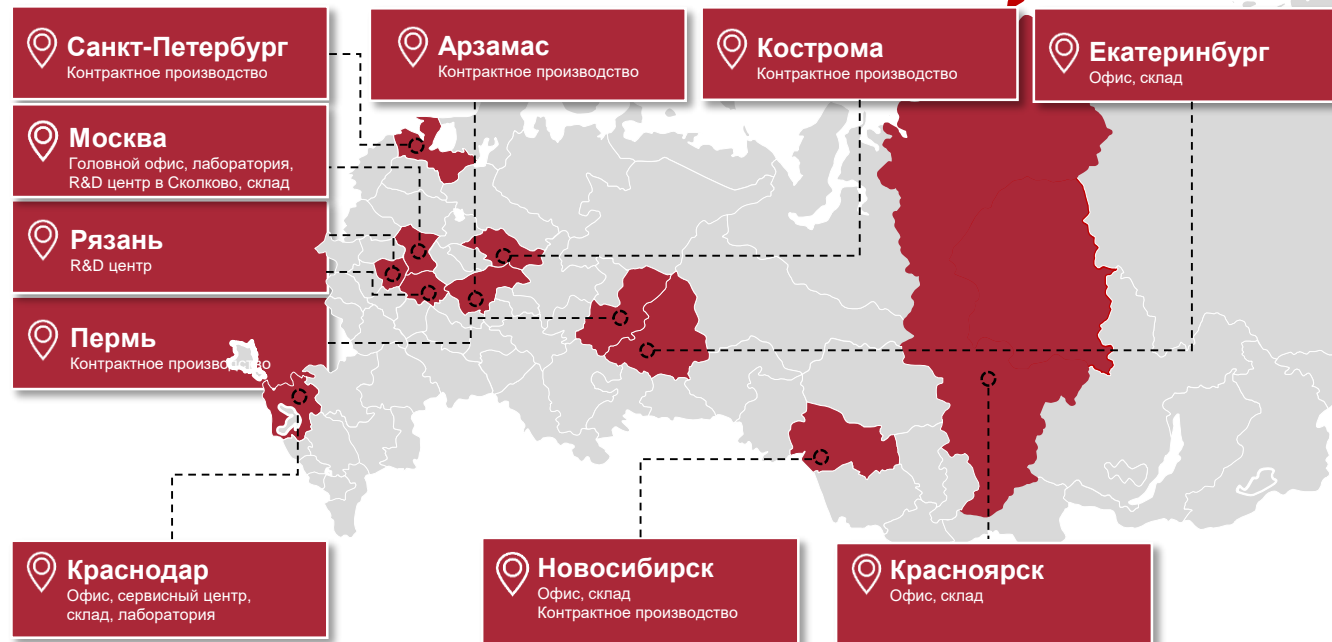 Санкт-Петербург
Контрактное производство
Арзамас
Контрактное производство
Кострома
Контрактное производство
Екатеринбург
Офис, склад
Москва
Головной офис, лаборатория,
R&D центр в Сколково, склад
Рязань
R&D центр
Пермь
Контрактное производство
Краснодар
Офис, сервисный центр,
склад, лаборатория
Новосибирск
Офис, склад
Контрактное производство
Красноярск
Офис, склад